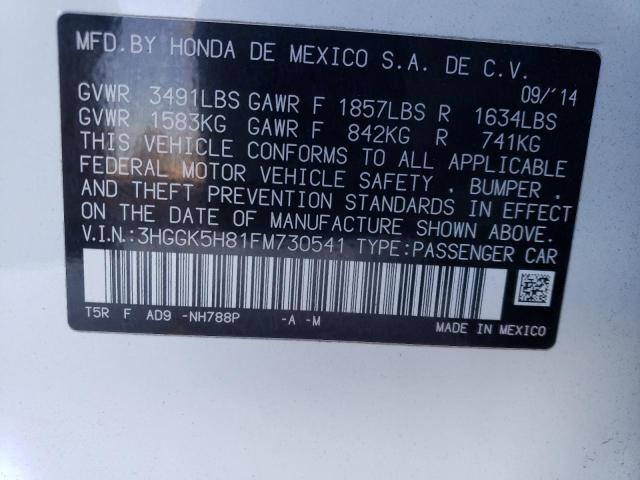 MFD.BY HONDA DE MEXICO S.A. DE C.V.
09/'14
GVWR 3491LBS GAWR F 1857LBS R 1634LBS
GVWR 1583KG GAWR F 842KG R 741KG
THIS VEHICLE CONFORMS TO ALL APPLICABLE
FEDERAL MOTOR VEHICLE SAFETY , BUMPER ,
AND THEFT PREVENTION STANDARDS IN EFFECT
ON THE DATE OF MANUFACTURE SHOWN ABOVE.
V.I.N.:3HGGK5H81FM730541 TYPE:PASSENGER CAR
T5R F AD9 -NH788P -A -M
MADE IN MEXICO